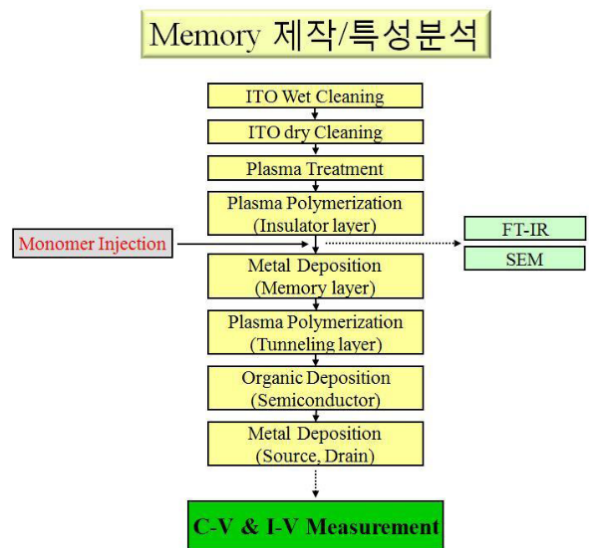 Memory 제작/특성분석
ITO Wet Cleaning
ITO dry Cleaning
Plasma Treatment
Plasma Polymerization
(Insulator layer)
Monomer Injection
FT-IR
SEM
Metal Deposition
(Memory layer)
Plasma Polymerization
(Tunneling layer)
Organic Deposition
(Semiconductor)
Metal Deposition
(Source, Drain)
C-V & I-V Measurement